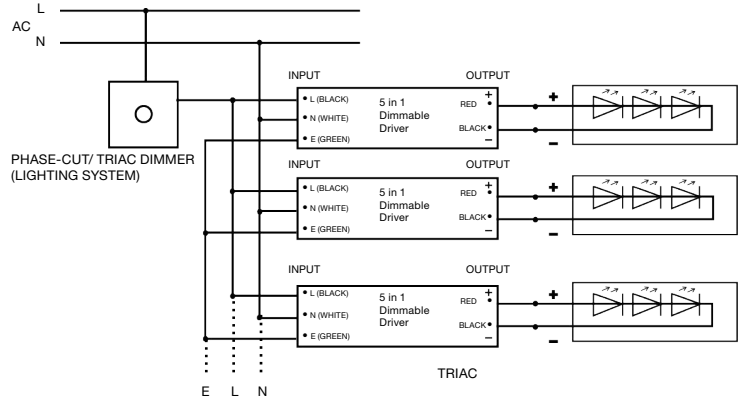 L
AC
N
PHASE-CUT/ TRIAC DIMMER
(LIGHTING SYSTEM)
INPUT
OUTPUT
L (BLACK)
N (WHITE)
E (GREEN)
5 in 1
Dimmable
Driver
+
RED
BLACK
−
+
−
INPUT
OUTPUT
L (BLACK)
N (WHITE)
E (GREEN)
5 in 1
Dimmable
Driver
+
RED
BLACK
−
+
−
INPUT
OUTPUT
L (BLACK)
N (WHITE)
E (GREEN)
5 in 1
Dimmable
Driver
+
RED
BLACK
−
+
−
TRIAC
E L N